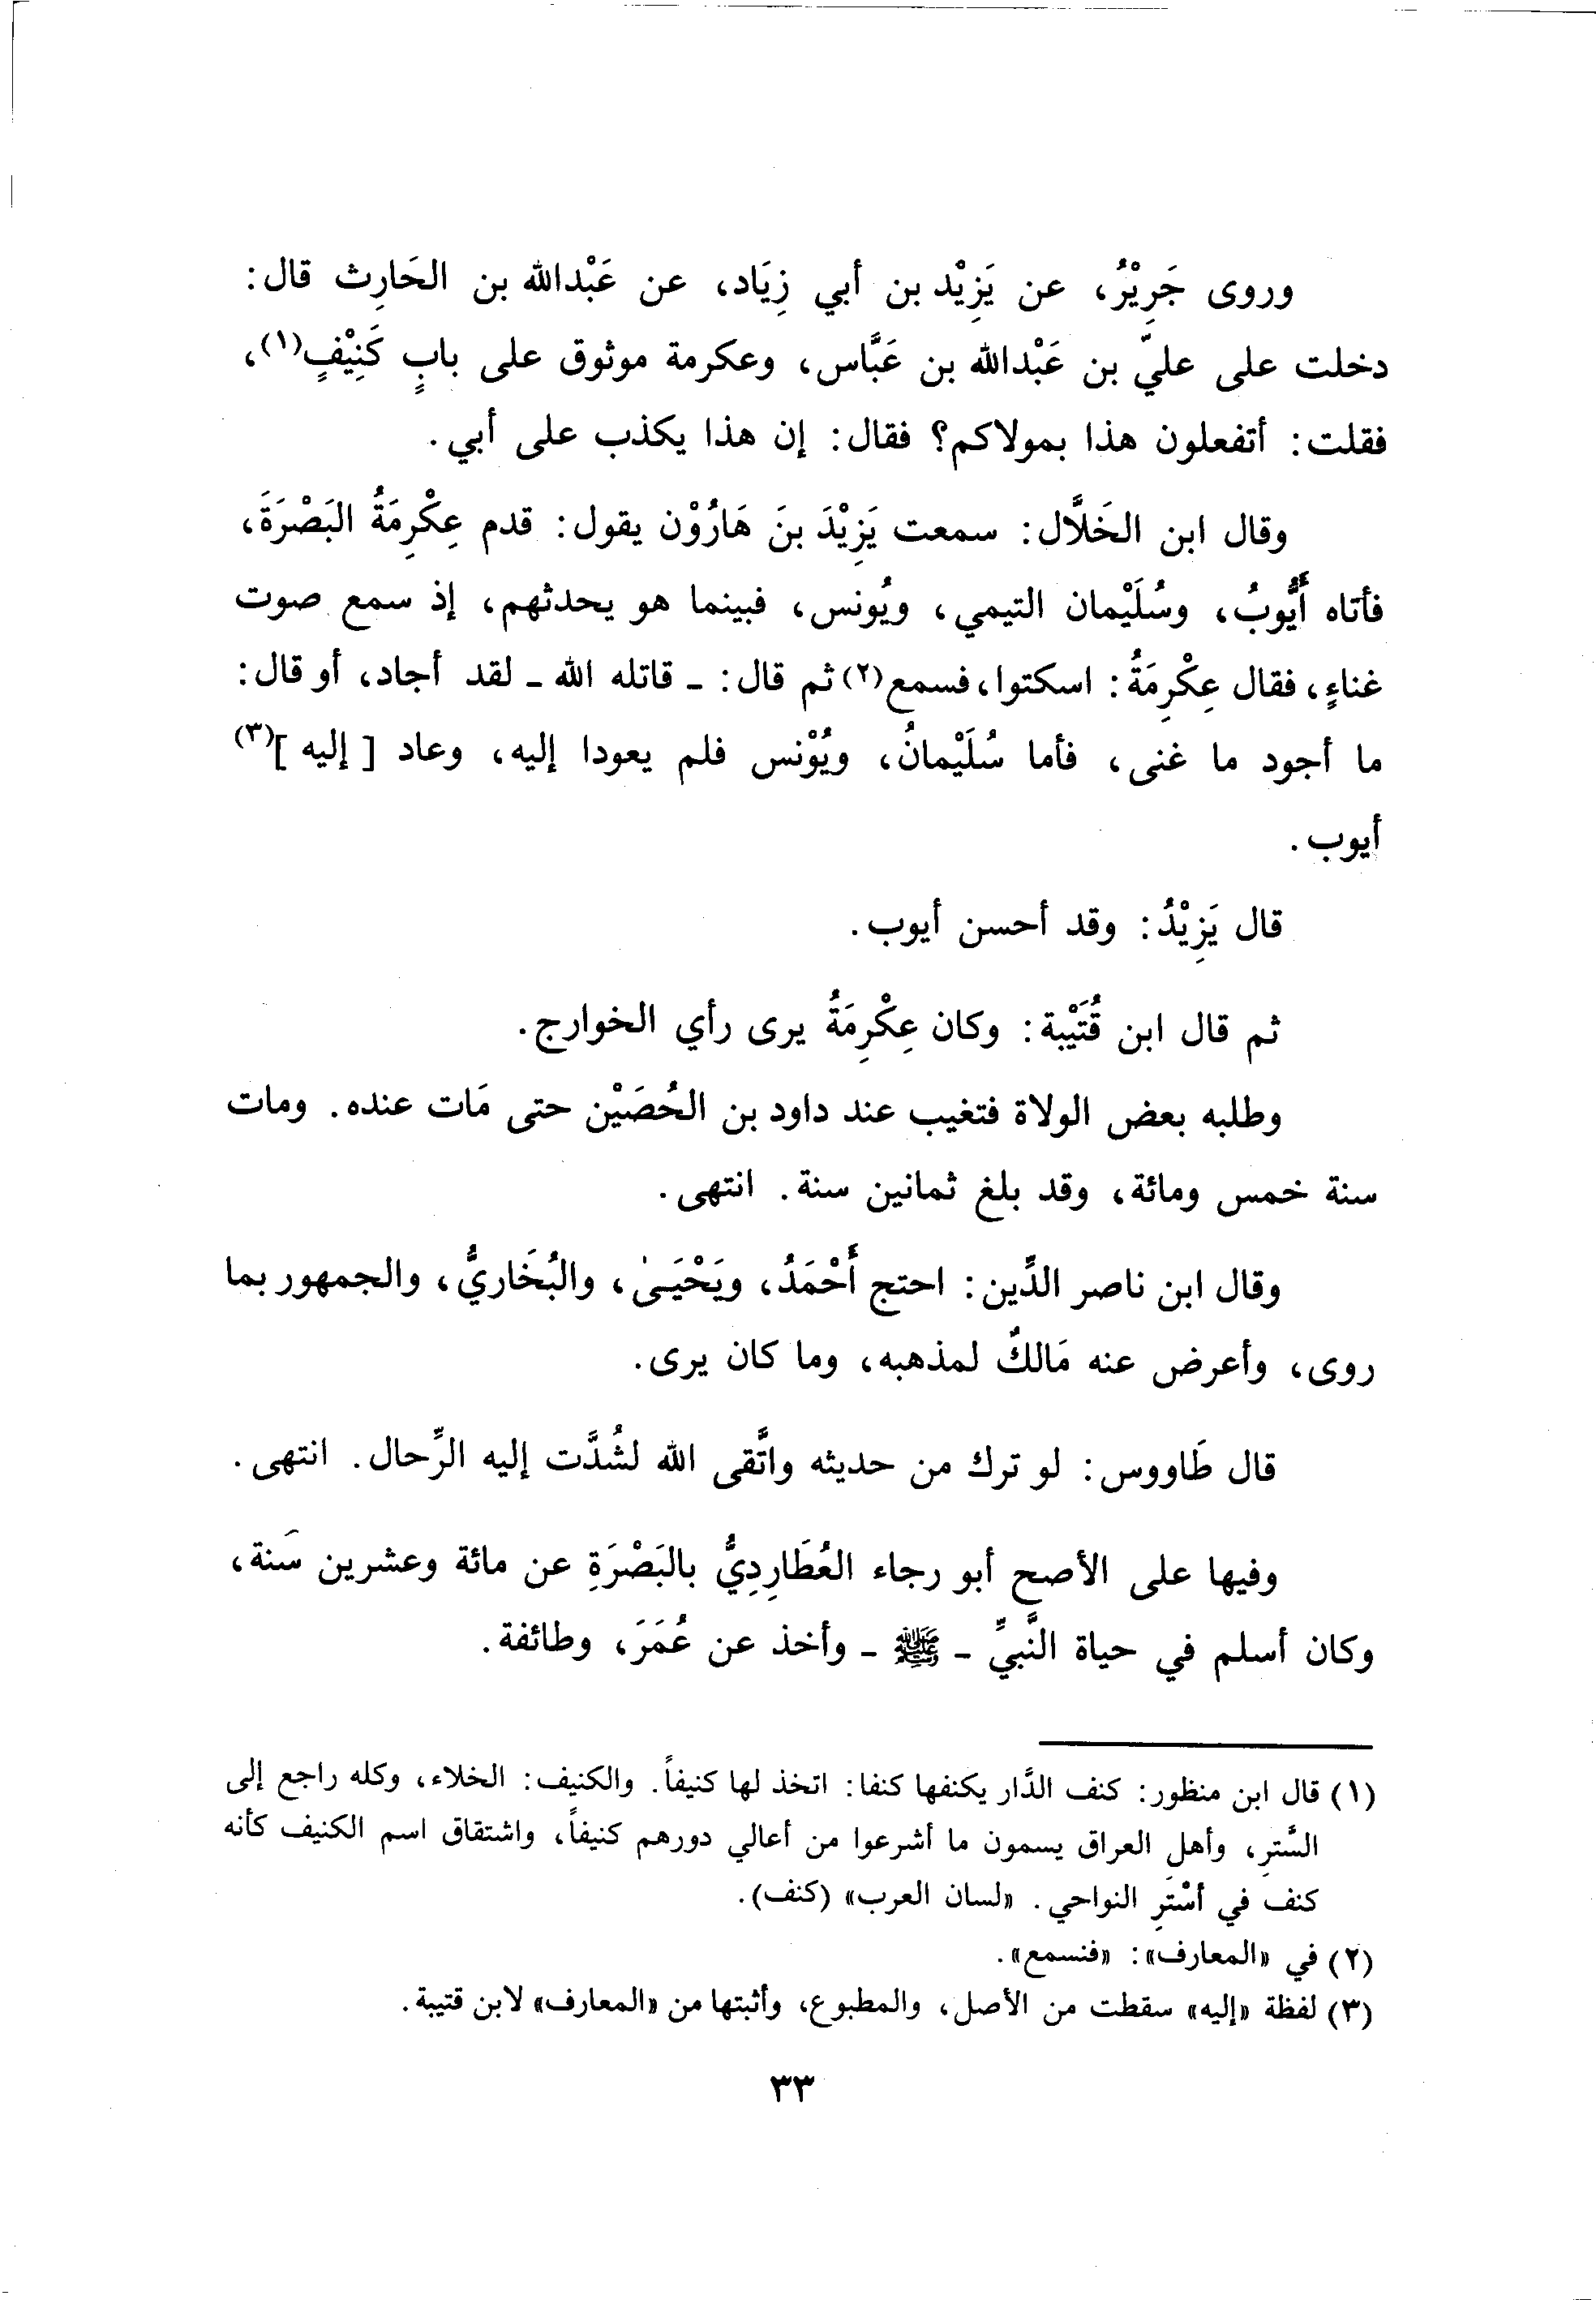 وروى جَرِيْرُ، عن يَزِيْد بن أبي زِيَاد، عن عَبْدالله بن الحَارِث قال:
دخلت على عليّ بن عَبْدالله بن عَبَّاس، وعكرمة موثوق على بابٍ كَنِيْفٍ(١)،
فقلت: أتفعلون هذا بمولاكم؟ فقال: إن هذا يكذب على أبي.
وقال ابن الخَلَّال: سمعت يَزِيْدَ بنَ هَارُوْن يقول: قدم عِكْرِمَةُ البَصْرَةَ،
فأتاه أَيُّوبُ، وسُلَيْمان التيمي، ويُونس، فبينما هو يحدثهم، إذ سمع صوت
غناءٍ، فقال عِكْرِمَةُ: اسكتوا، فسمع(٢) ثم قال: ـ قاتله الله ـ لقد أجاد، أو قال:
ما أجود ما غنى، فأما سُلَيْمانُ، ويُوْنس فلم يعودا إليه، وعاد [ إليه ](٣)
أيوب.
قال يَزِيْدُ: وقد أحسن أيوب.
ثم قال ابن قُتَيْبة: وكان عِكْرِمَةُ يرى رأي الخوارج.
وطلبه بعض الولاة فتغيب عند داود بن الحُصَيْن حتى مَات عنده. ومات
سنة خمس ومائة، وقد بلغ ثمانين سنة. انتهى.
وقال ابن ناصر الدِّين: احتج أَحْمَدُ، ويَحْيَىٰ، والبُخَاريُّ، والجمهور بما
روى، وأعرض عنه مَالكٌ لمذهبه، وما كان يرى.
قال طَاووس: لو ترك من حديثه واتَّقى الله لشُدَّت إليه الرِّحال. انتهى.
وفيها على الأصح أبو رجاء العُطَارِدِيُّ بالبَصْرَةِ عن مائة وعشرين سَنة،
وكان أسلم في حياة النَّبيِّ ـ ﷺ ـ وأخذ عن عُمَرَ، وطائفة.
(١) قال ابن منظور: كنف الدَّار يكنفها كنفا: اتخذ لها كنيفاً. والكنيف: الخلاء، وكله راجع إلى
السَّترِ، وأهل العراق يسمون ما أشرعوا من أعالي دورهم كنيفاً، واشتقاق اسم الكنيف كأنه
كنف في أسْتَرِ النواحي. «لسان العرب» (كنف).
(٢) في «المعارف»: «فنسمع».
(٣) لفظة «إليه» سقطت من الأصل، والمطبوع، وأثبتها من «المعارف» لابن قتيبة.
٣٣